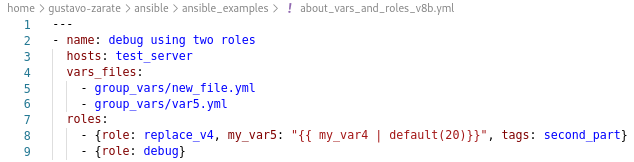 home > gustavo-zarate > ansible > ansible_examples > ! about_vars_and_roles_v8b.yml
1 ---
2 - name: debug using two roles
3   hosts: test_server
4   vars_files:
5     - group_vars/new_file.yml
6     - group_vars/var5.yml
7   roles:
8     - {role: replace_v4, my_var5: "{{ my_var4 | default(20)}}", tags: second_part}
9     - {role: debug}